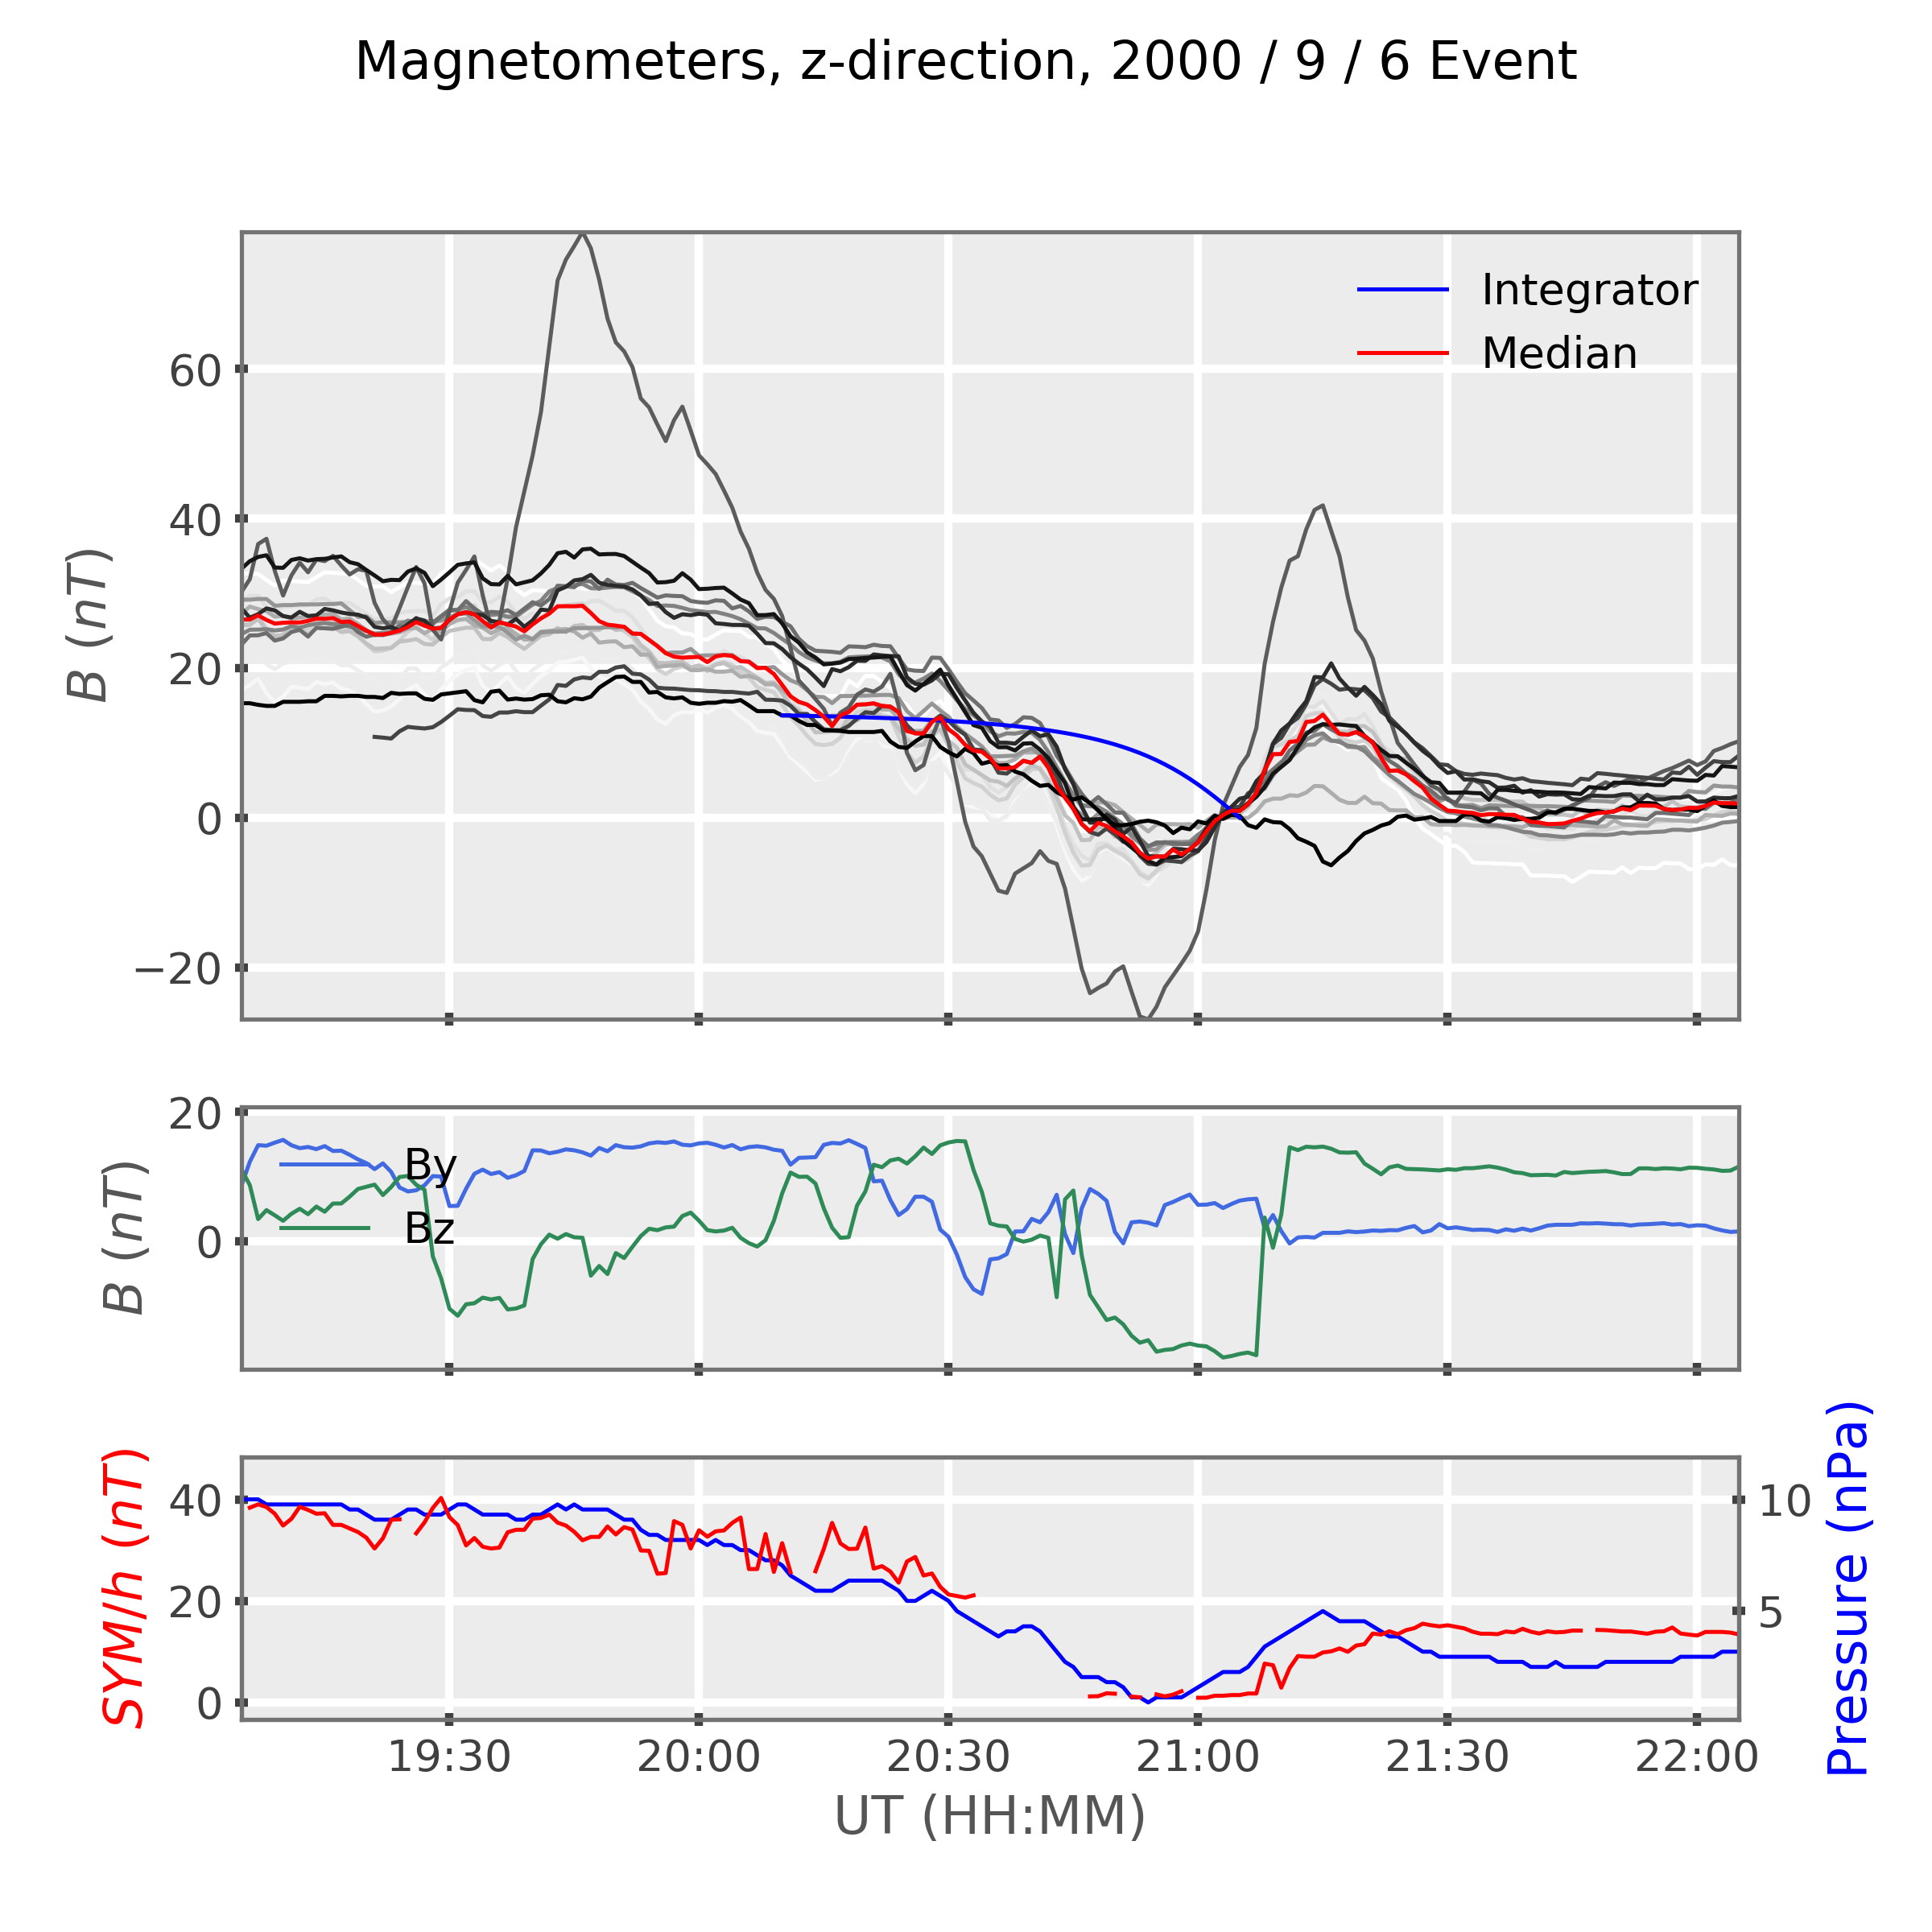 Magnetometers, z-direction, 2000 / 9 / 6 Event
B (nT)
60
40
20
0
−20
Integrator
Median
B (nT)
20
0
By
Bz
SYM/h (nT)
40
20
0
10
5
Pressure (nPa)
19:30 20:00 20:30 21:00 21:30 22:00
UT (HH:MM)